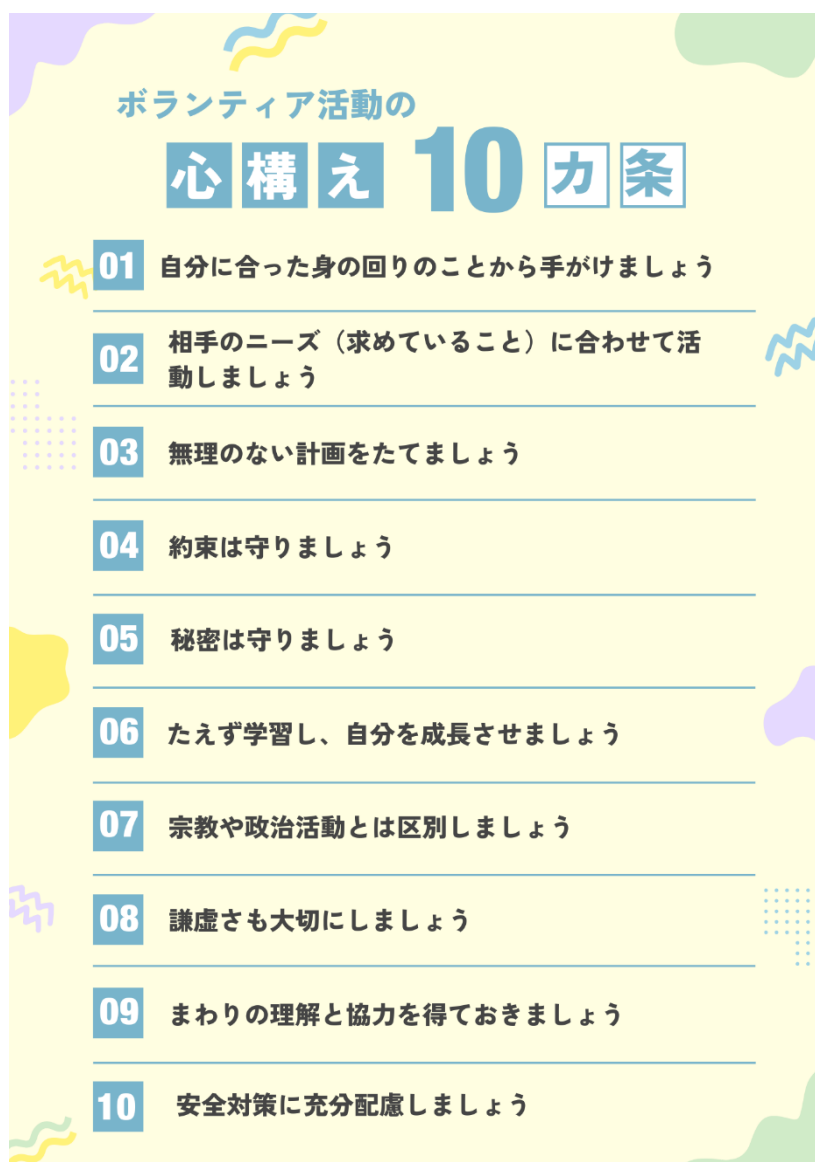 ボランティア活動の
心構え10カ条
01 自分に合った身の回りのことから手がけましょう
02 相手のニーズ（求めていること）に合わせて活
動しましょう
03 無理のない計画をたてましょう
04 約束は守りましょう
05 秘密は守りましょう
06 たえず学習し、自分を成長させましょう
07 宗教や政治活動とは区別しましょう
08 謙虚さも大切にしましょう
09 まわりの理解と協力を得ておきましょう
10 安全対策に充分配慮しましょう